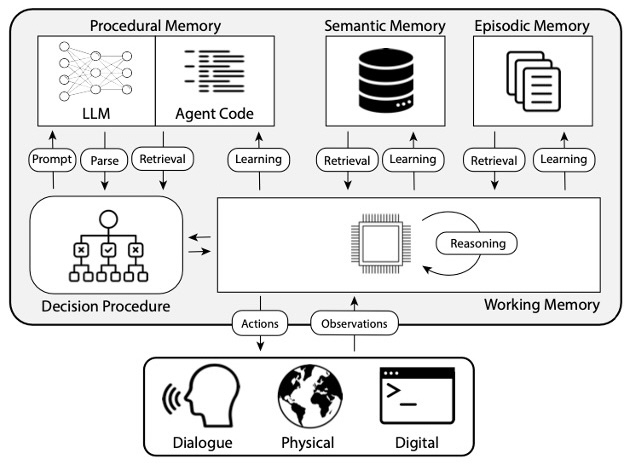 Procedural Memory
Semantic Memory
Episodic Memory
LLM
Agent Code
Prompt
Parse
Retrieval
Learning
Retrieval
Learning
Retrieval
Learning
Reasoning
Decision Procedure
Working Memory
Actions
Observations
>_
Dialogue
Physical
Digital